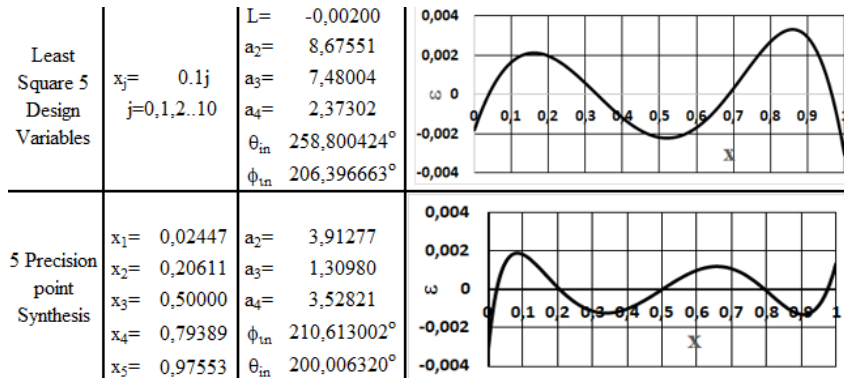 Least
Square 5
Design
Variables
xj= 0.1j
j=0,1,2..10
L= -0,00200
a2= 8,67551
a3= 7,48004
a4= 2,37302
θin 258,800424°
ϕın 206,396663°
0,004
0,002
0
-0,002
-0,004
ε
0 0,1 0,2 0,3 0,4 0,5 0,6 0,7 0,8 0,9 1
x
5 Precision
point
Synthesis
x1= 0,02447
x2= 0,20611
x3= 0,50000
x4= 0,79389
x5= 0,97553
a2= 3,91277
a3= 1,30980
a4= 3,52821
ϕın 210,613002°
θin 200,006320°
0,004
0,002
0
-0,002
-0,004
ε
0 0,1 0,2 0,3 0,4 0,5 0,6 0,7 0,8 0,9 1
x